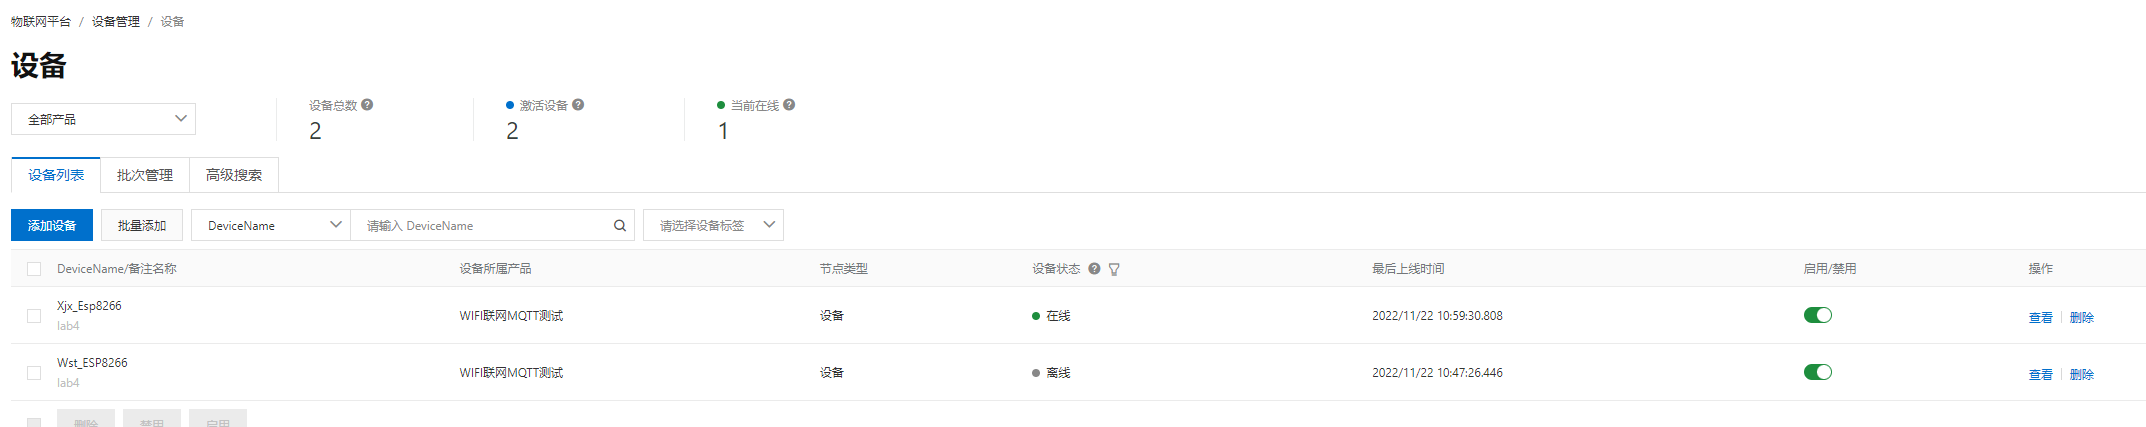 物联网平台 / 设备管理 / 设备
设备
全部产品
设备总数
2
激活设备
2
当前在线
1
设备列表 批次管理 高级搜索
添加设备 批量添加 DeviceName 请输入 DeviceName 请选择设备标签
DeviceName/备注名称 设备所属产品 节点类型 设备状态 最后上线时间 启用/禁用 操作
Xjx_Esp8266
lab4
WIFI联网MQTT测试 设备 在线 2022/11/22 10:59:30.808 查看 删除
Wst_ESP8266
lab4
WIFI联网MQTT测试 设备 离线 2022/11/22 10:47:26.446 查看 删除
删除 禁用 启用